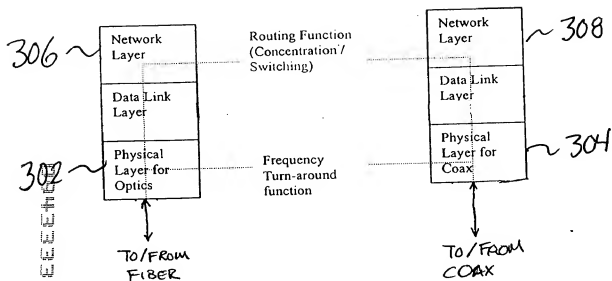 306
Network
Layer
Data Link
Layer
302
Physical
Layer for
Optics
TO/FROM
FIBER
Routing Function
(Concentration/
Switching)
Frequency
Turn-around
function
Network
Layer
308
Data Link
Layer
Physical
Layer for
Coax
304
TO/FAOM
COAX